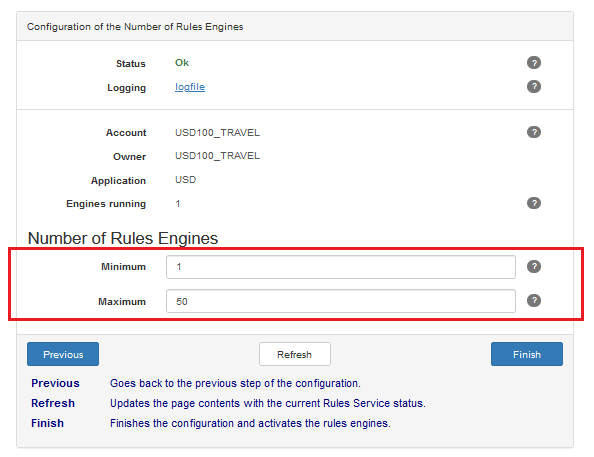 Configuration of the Number of Rules Engines
Status Ok ?
Logging logfile ?
Account USD100_TRAVEL ?
Owner USD100_TRAVEL
Application USD
Engines running 1 ?
Number of Rules Engines
Minimum 1 ?
Maximum 50 ?
Previous Refresh Finish
Previous Goes back to the previous step of the configuration.
Refresh Updates the page contents with the current Rules Service status.
Finish Finishes the configuration and activates the rules engines.